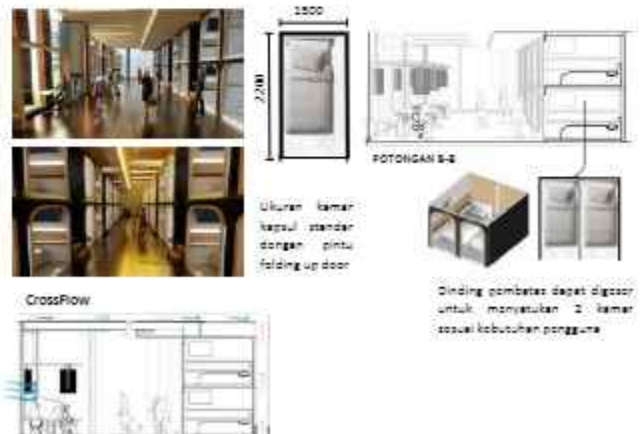 1500
2200
POTONGAN B-B
Ukuran kamar
kapsul standar
dengan pintu
folding up door
Dinding pembatas dapat digeser
untuk menyatukan 2 kamar
sesuai kebutuhan pengguna
CrossFlow